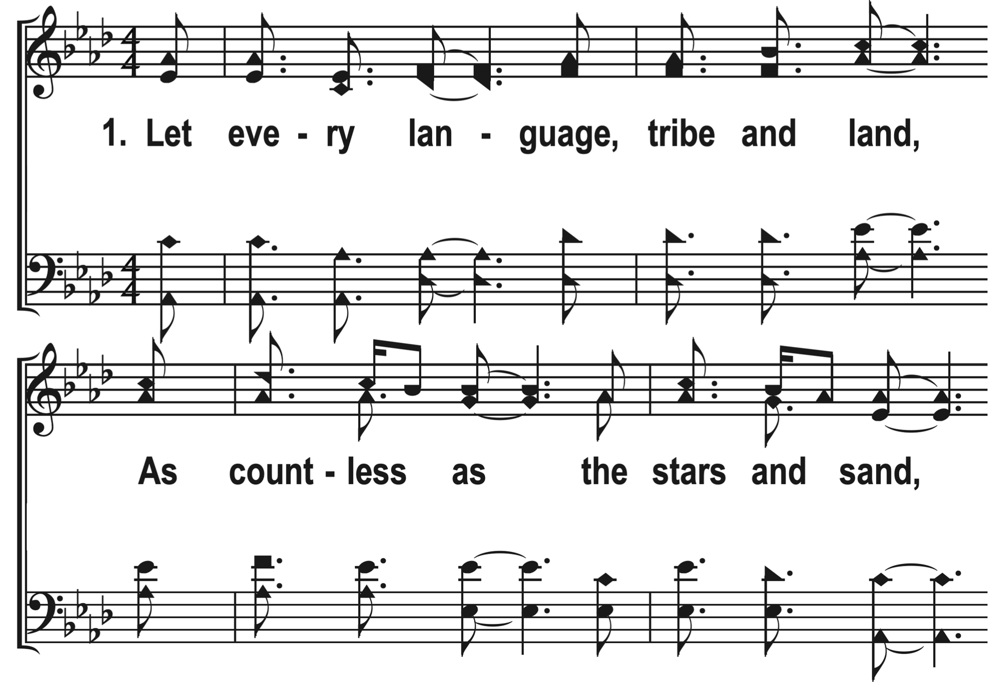 1. Let eve - ry lan - guage, tribe and land,
As count - less as the stars and sand,